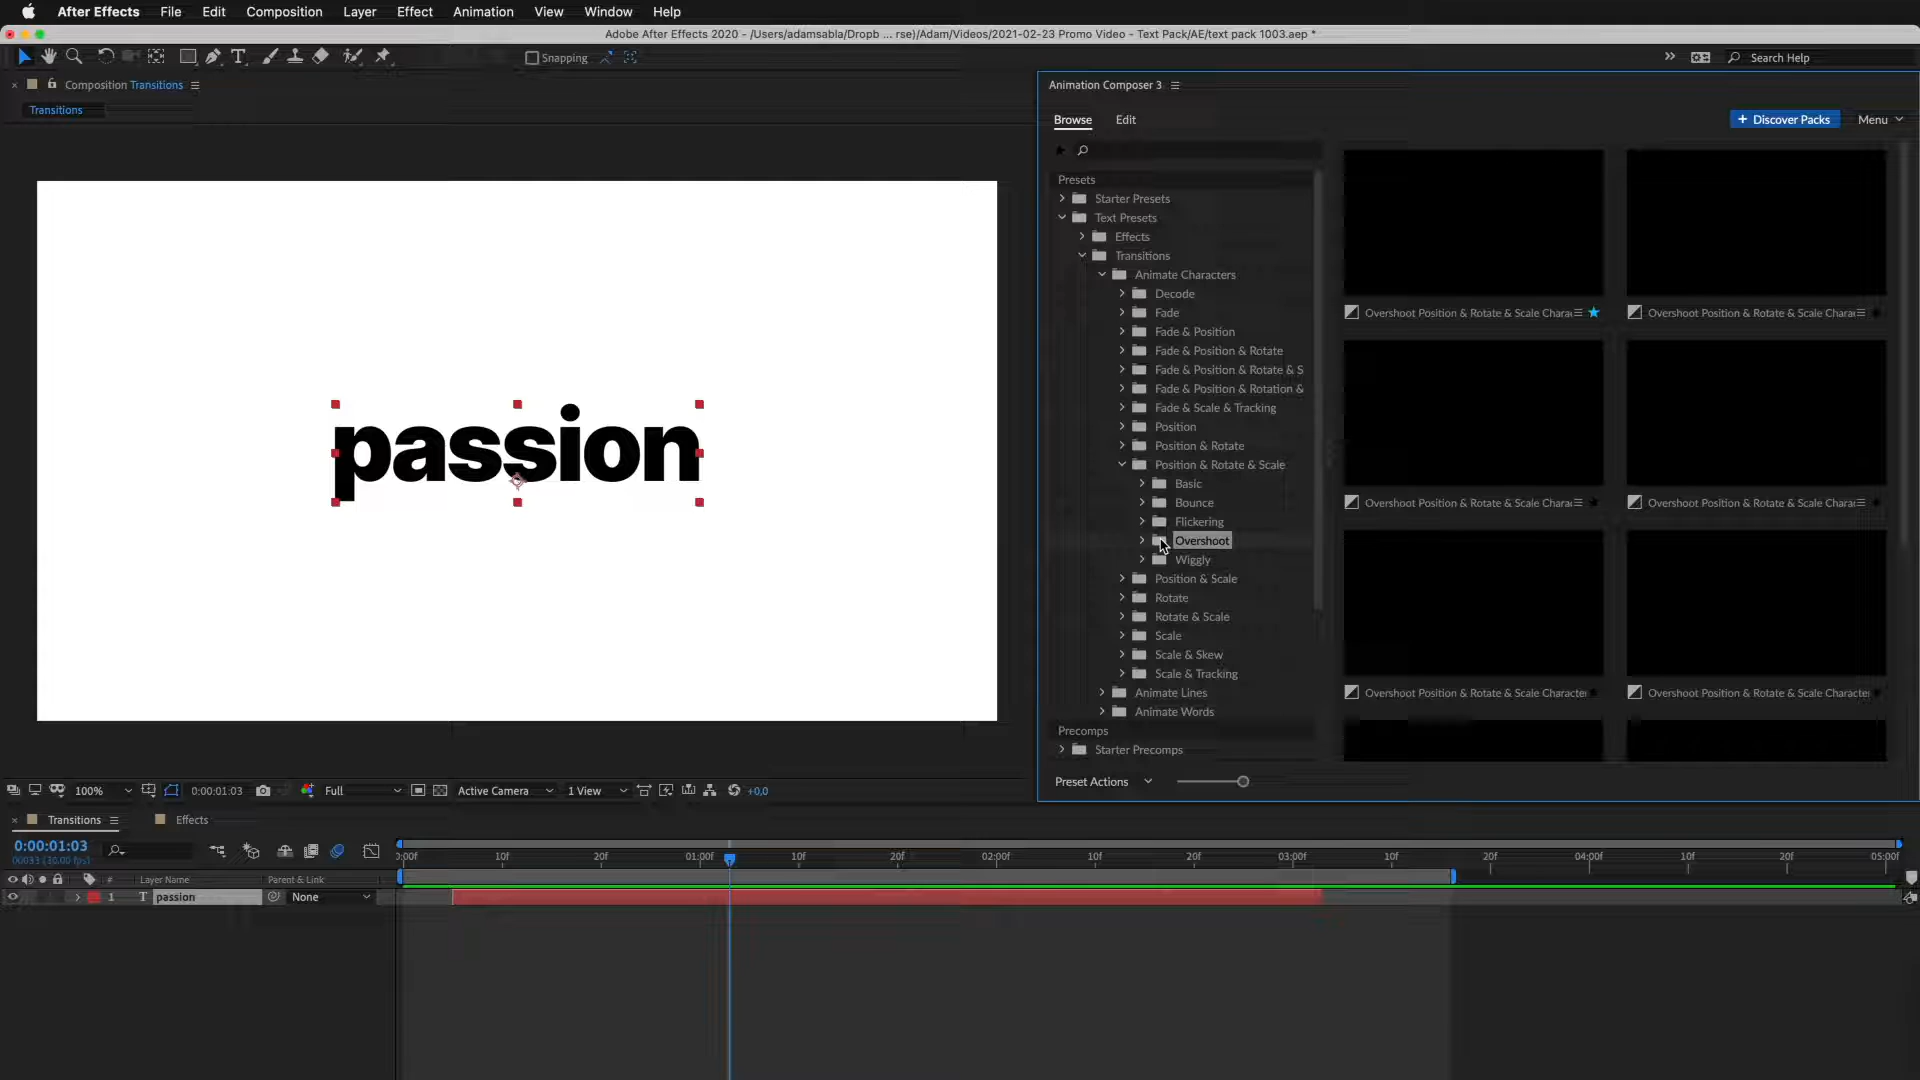 After Effects File Edit Composition Layer Effect Animation View Window Help
Adobe After Effects 2020 - /Users/adamsabla/Dropb ... rse)/Adam/Videos/2021-02-23 Promo Video - Text Pack/AE/text pack 1003.aep *
Snapping
Search Help
Composition Transitions
Transitions
passion
Animation Composer 3
Browse Edit
+ Discover Packs
Menu
Presets
Starter Presets
Text Presets
Effects
Transitions
Animate Characters
Decode
Fade
Fade & Position
Fade & Position & Rotate
Fade & Position & Rotate & S
Fade & Position & Rotation &
Fade & Scale & Tracking
Position
Position & Rotate
Position & Rotate & Scale
Basic
Bounce
Flickering
Overshoot
Wiggly
Position & Scale
Rotate
Rotate & Scale
Scale
Scale & Skew
Scale & Tracking
Animate Lines
Animate Words
Precomps
Starter Precomps
Preset Actions
Overshoot Position & Rotate & Scale Chara
Overshoot Position & Rotate & Scale Chara
Overshoot Position & Rotate & Scale Chara
Overshoot Position & Rotate & Scale Chara
Overshoot Position & Rotate & Scale Character
Overshoot Position & Rotate & Scale Character
100% 0:00:01:03 Full Active Camera 1 View +0,0
Transitions Effects
0:00:01:03
00033 (30.00 fps)
):00f 10f 20f 01:00f 10f 20f 02:00f 10f 20f 03:00f 10f 20f 04:00f 10f 20f 05:00f
# Layer Name Parent & Link
1 T passion None